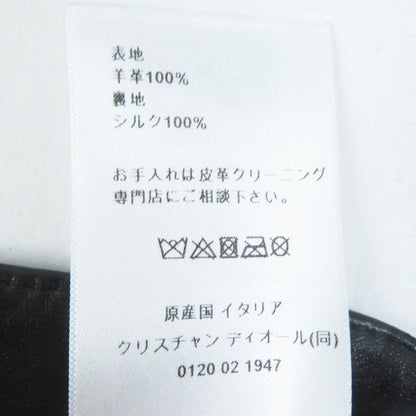 表地
羊革100%
裏地
シルク100%
お手入れは皮革クリーニング
専門店にご相談下さい。
原産国 イタリア
クリスチャン ディオール(同)
0120 02 1947